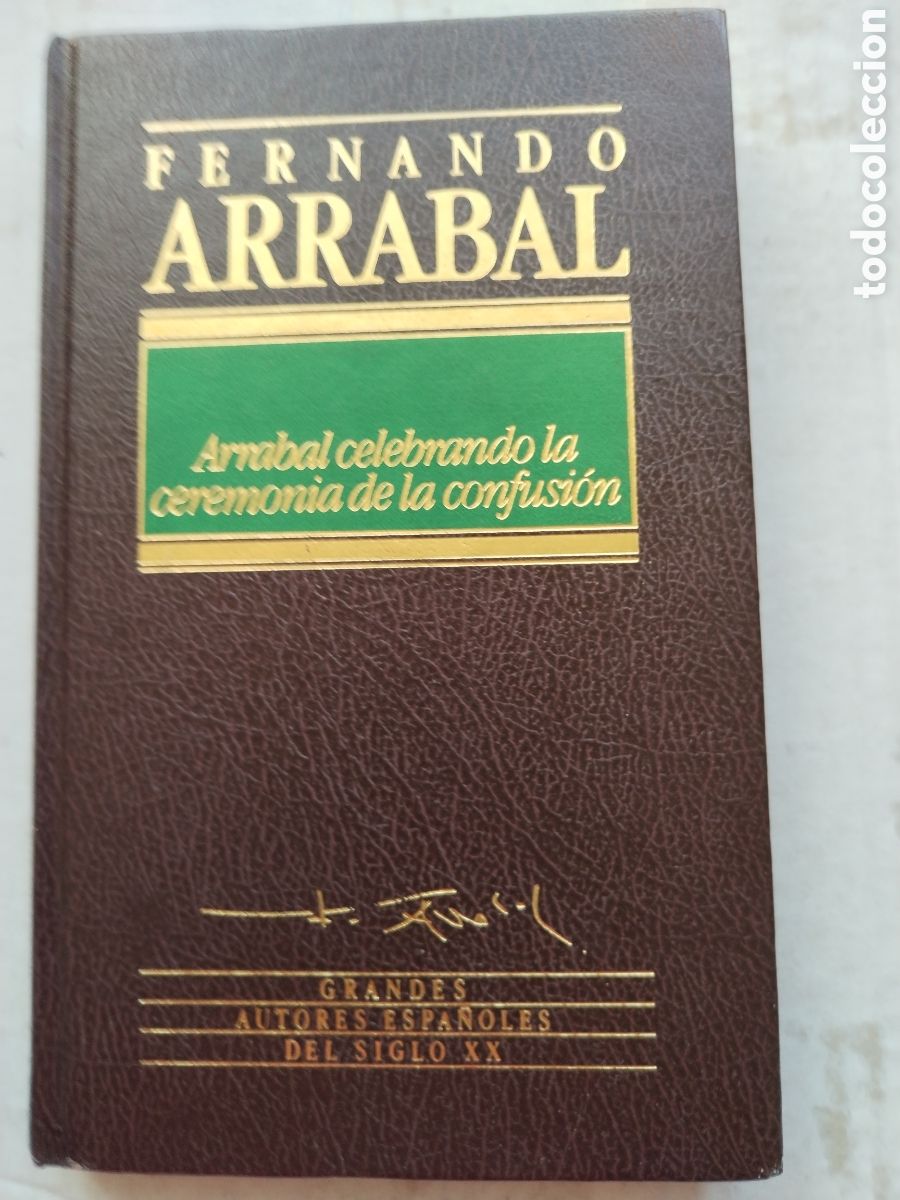 FERNANDO
ARRABAL
Arrabal celebrando la
ceremonia de la confusión
GRANDES
AUTORES ESPAÑOLES
DEL SIGLO XX
todocoleccion